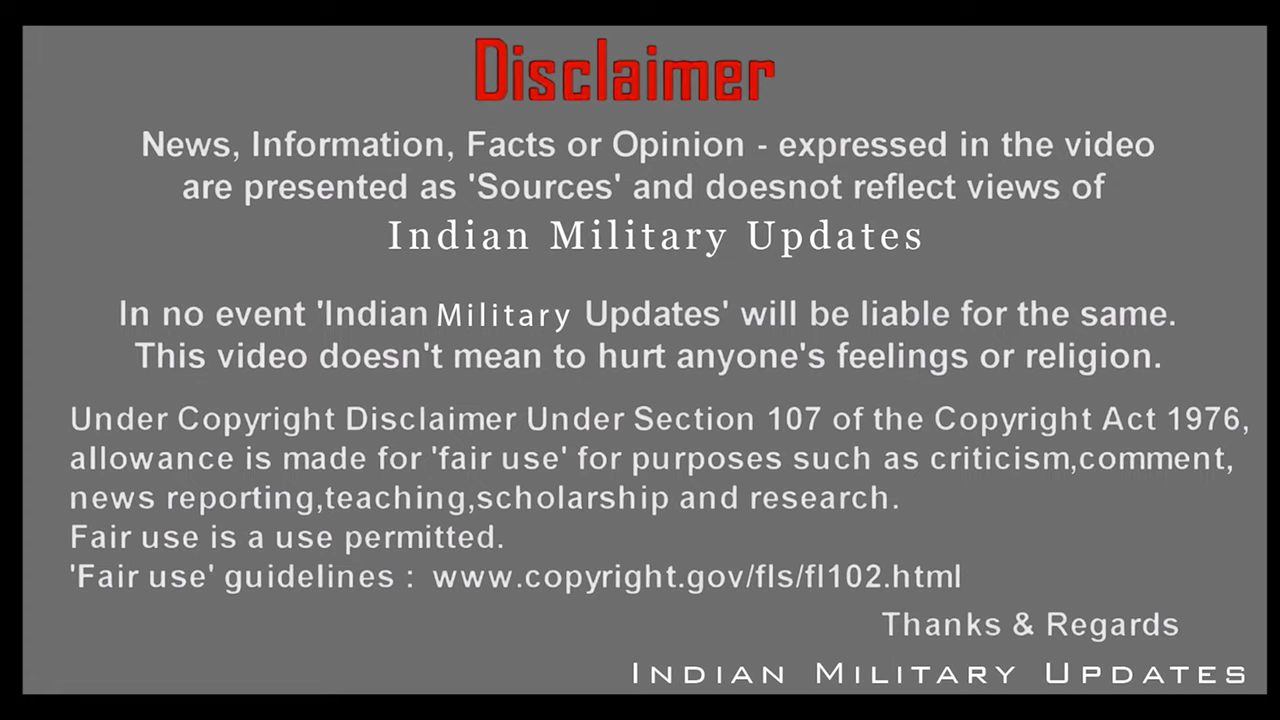 Disclaimer
News, Information, Facts or Opinion - expressed in the video
are presented as 'Sources' and doesnot reflect views of
Indian Military Updates
In no event 'Indian Military Updates' will be liable for the same.
This video doesn't mean to hurt anyone's feelings or religion.
Under Copyright Disclaimer Under Section 107 of the Copyright Act 1976,
allowance is made for 'fair use' for purposes such as criticism,comment,
news reporting,teaching,scholarship and research.
Fair use is a use permitted.
'Fair use' guidelines : www.copyright.gov/fls/fl102.html
Thanks & Regards
Indian Military Updates